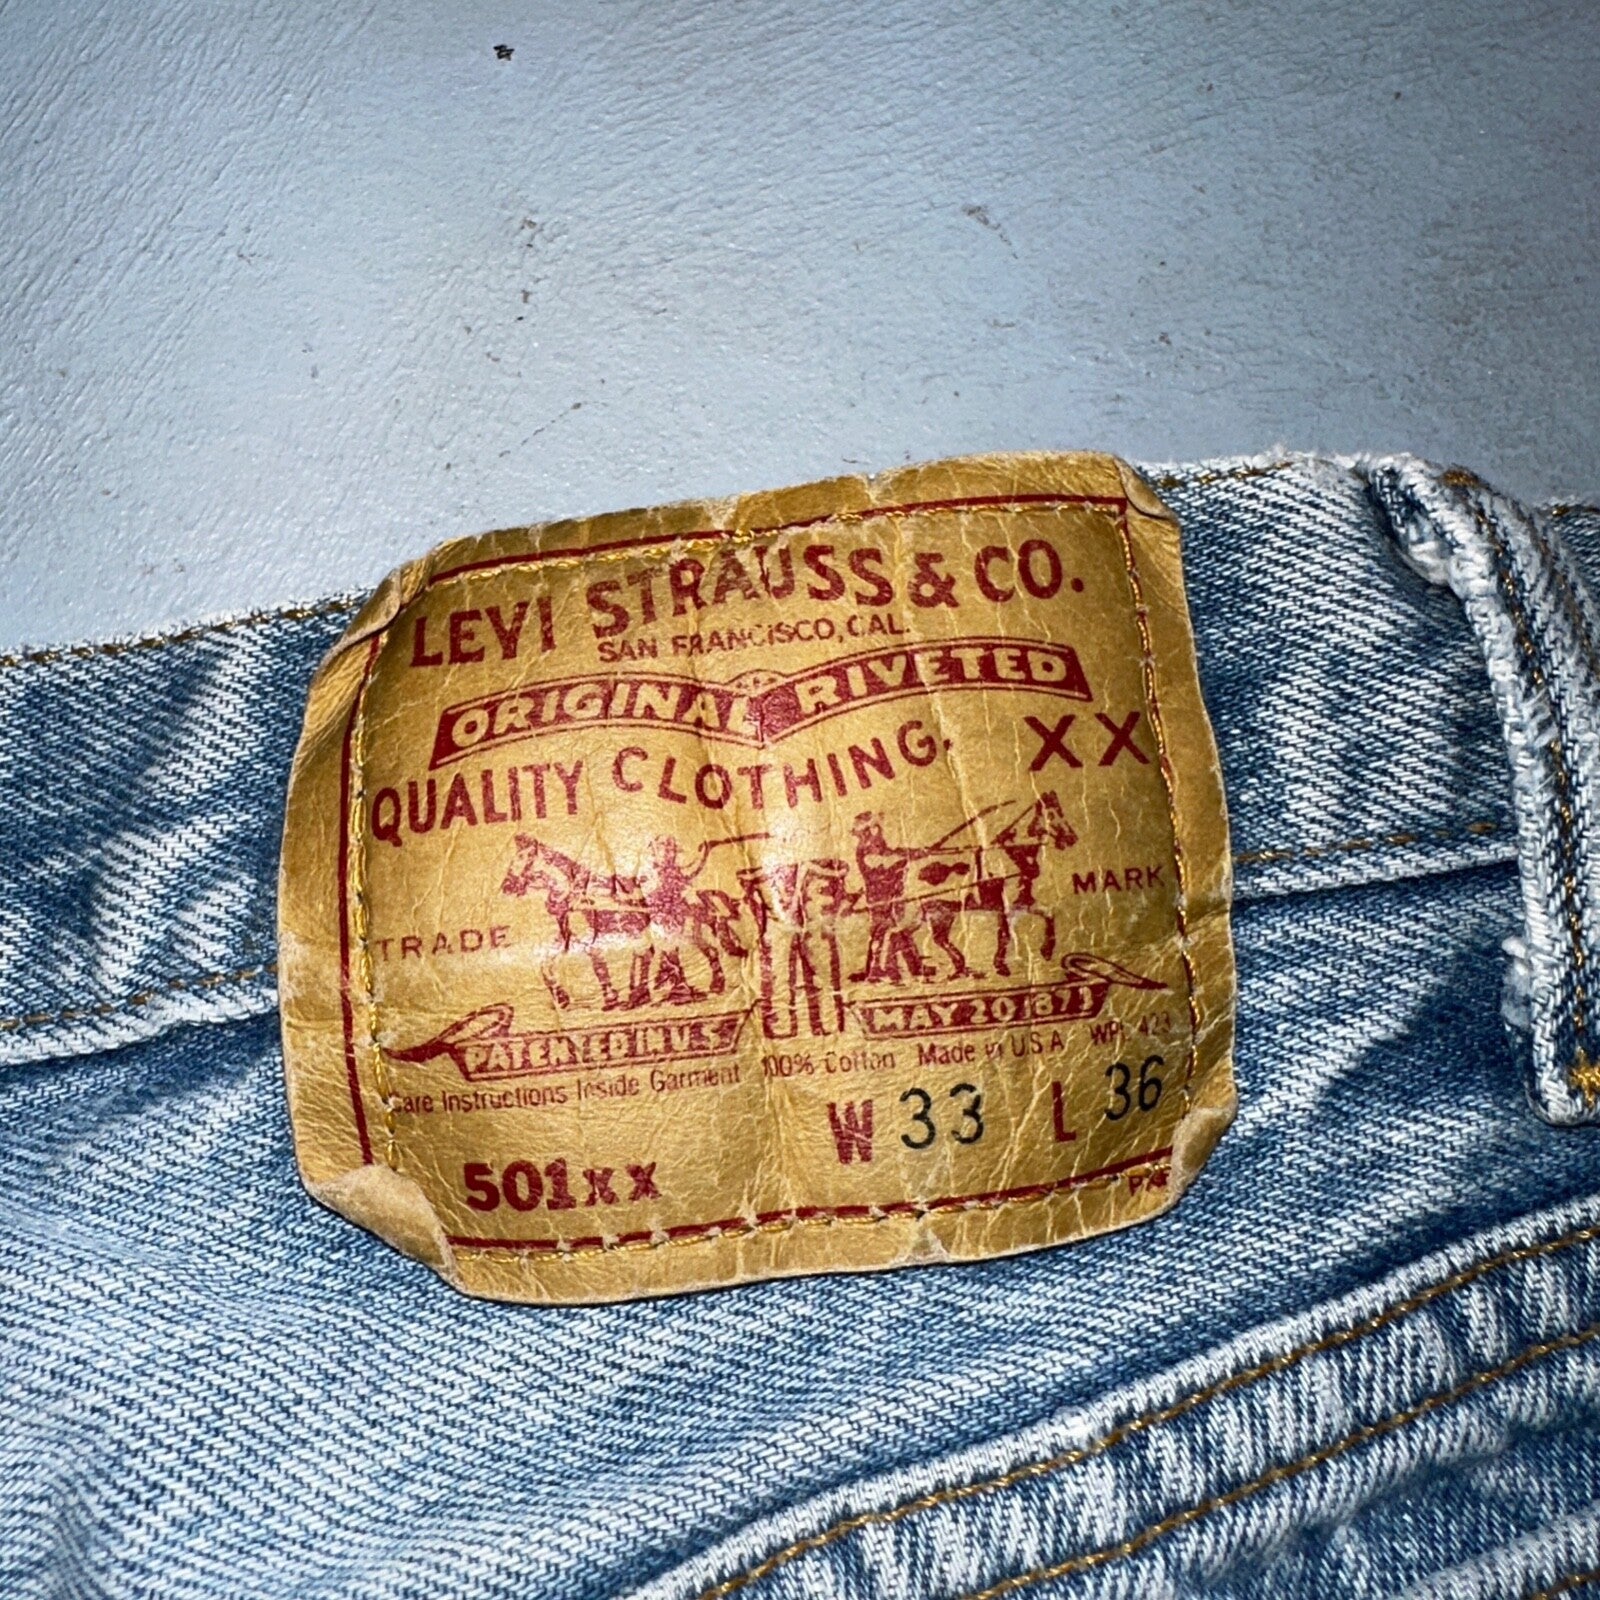 LEVI STRAUSS & CO.
SAN FRANCISCO, CAL.
ORIGINAL RIVETED
QUALITY CLOTHING. XX
TRADE MARK
PATENTED IN U.S. MAY 20 1873
Care Instructions Inside Garment 100% Cotton Made in U.S.A WPL 423
W 33 L 36
501XX